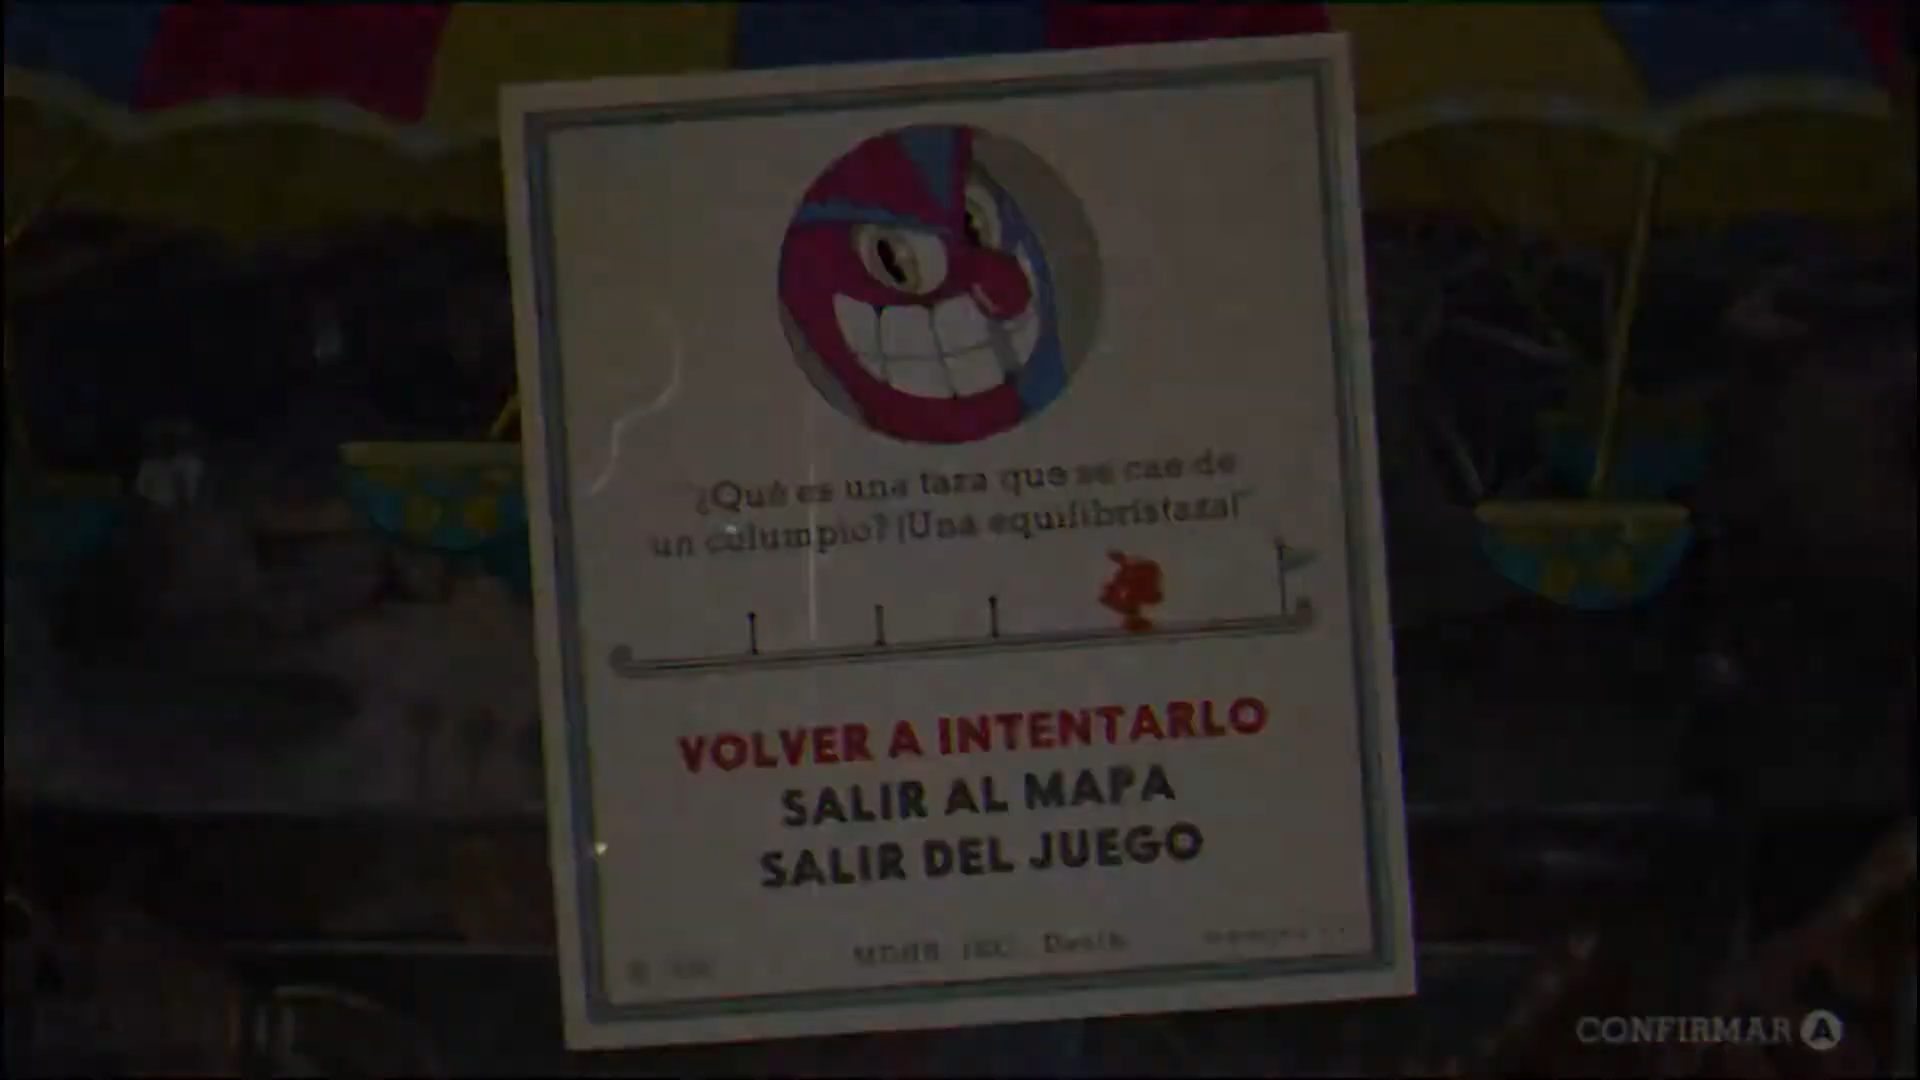 ¿Qué es una taza que se cae de
un columpio? ¡Una equilibristaza!
VOLVER A INTENTARLO
SALIR AL MAPA
SALIR DEL JUEGO
CONFIRMAR A